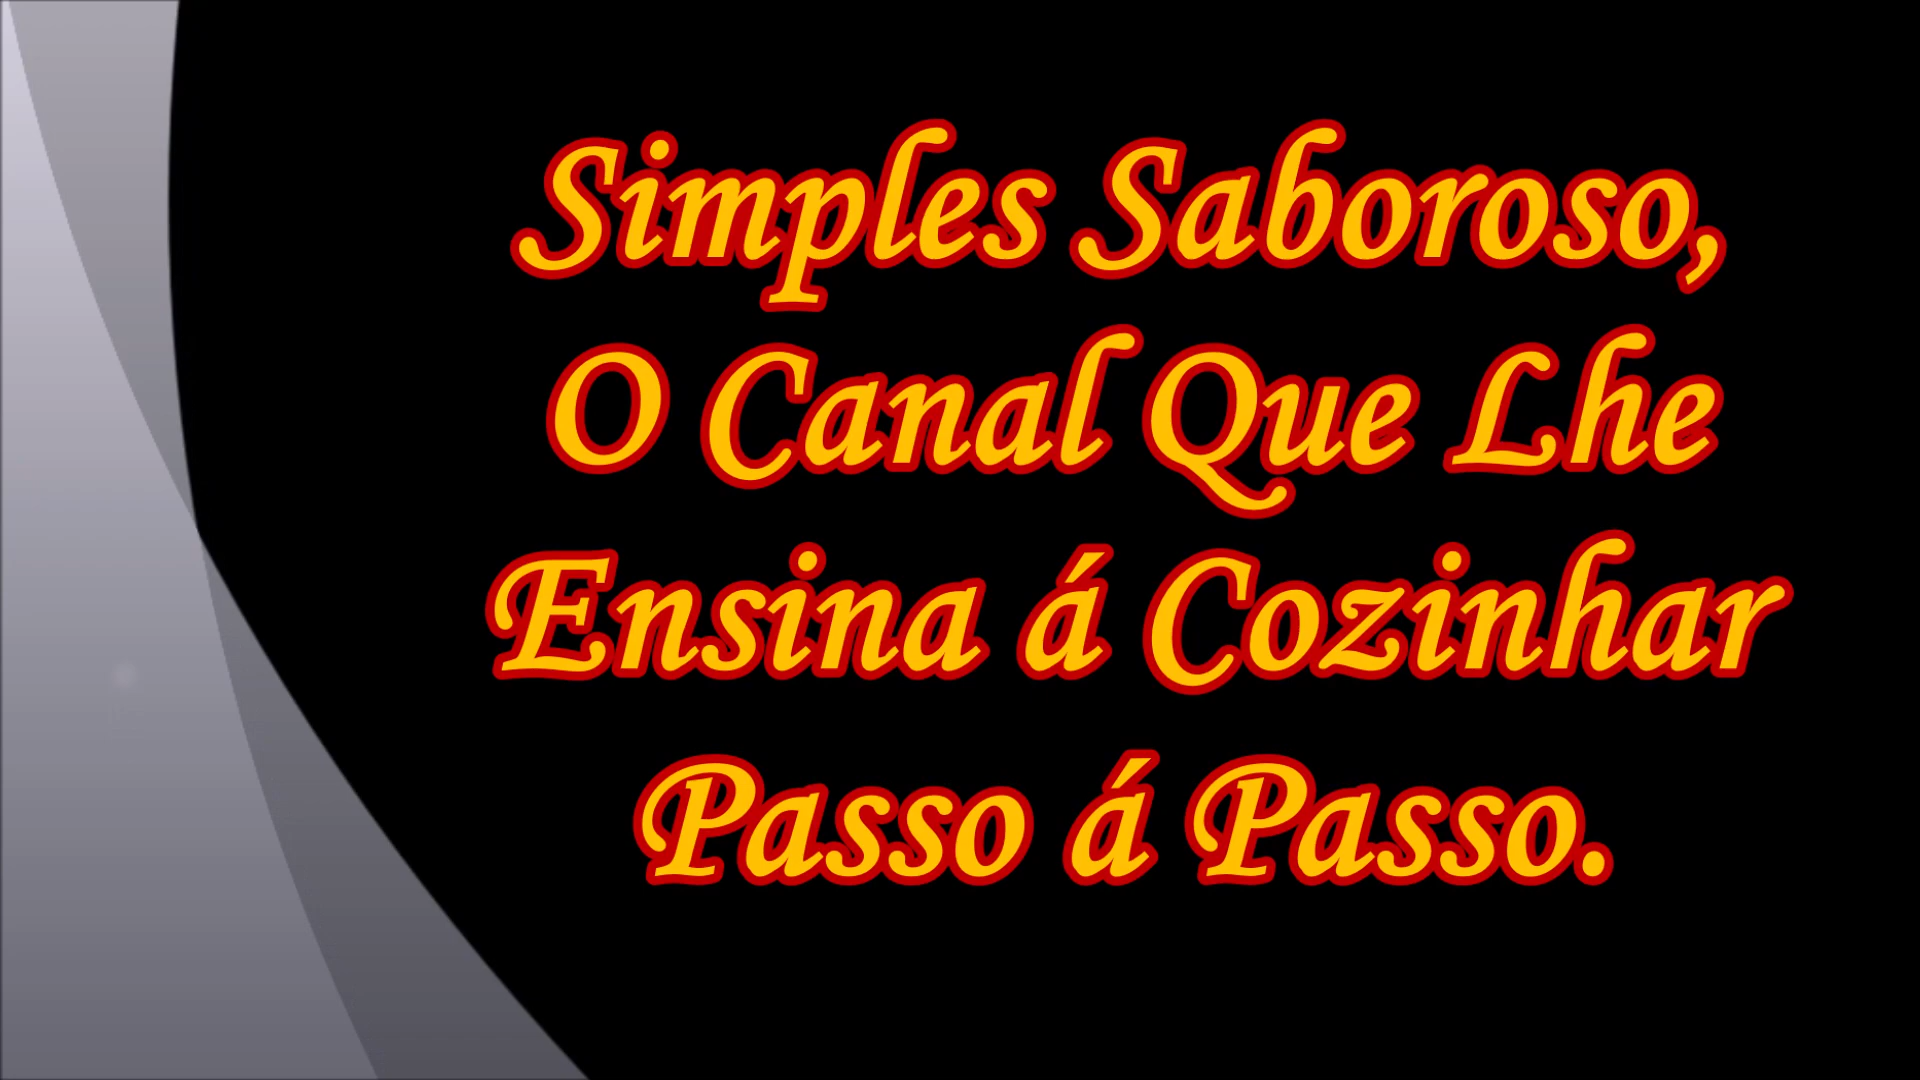 Simples Saboroso,
O Canal Que Lhe
Ensina á Cozinhar
Passo á Passo.